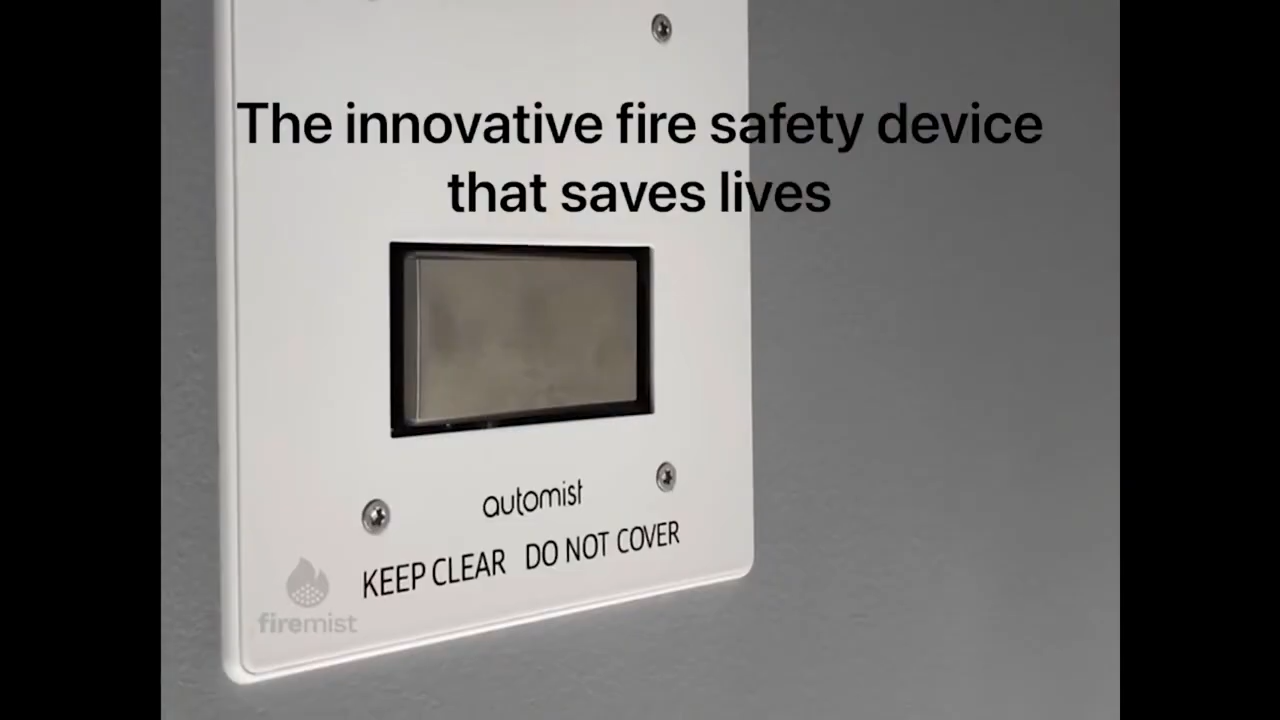 The innovative fire safety device
that saves lives
automist
KEEP CLEAR DO NOT COVER
firemist